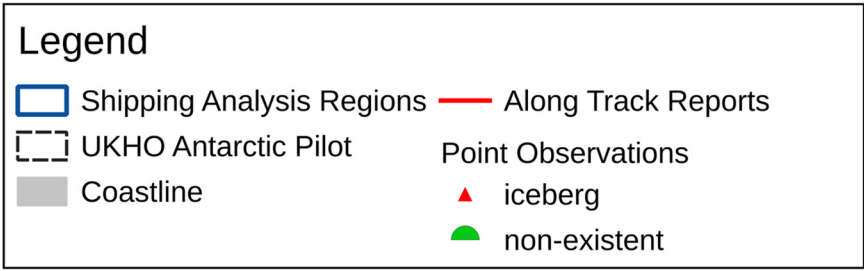 Legend
Shipping Analysis Regions
UKHO Antarctic Pilot
Coastline
Along Track Reports
Point Observations
iceberg
non-existent